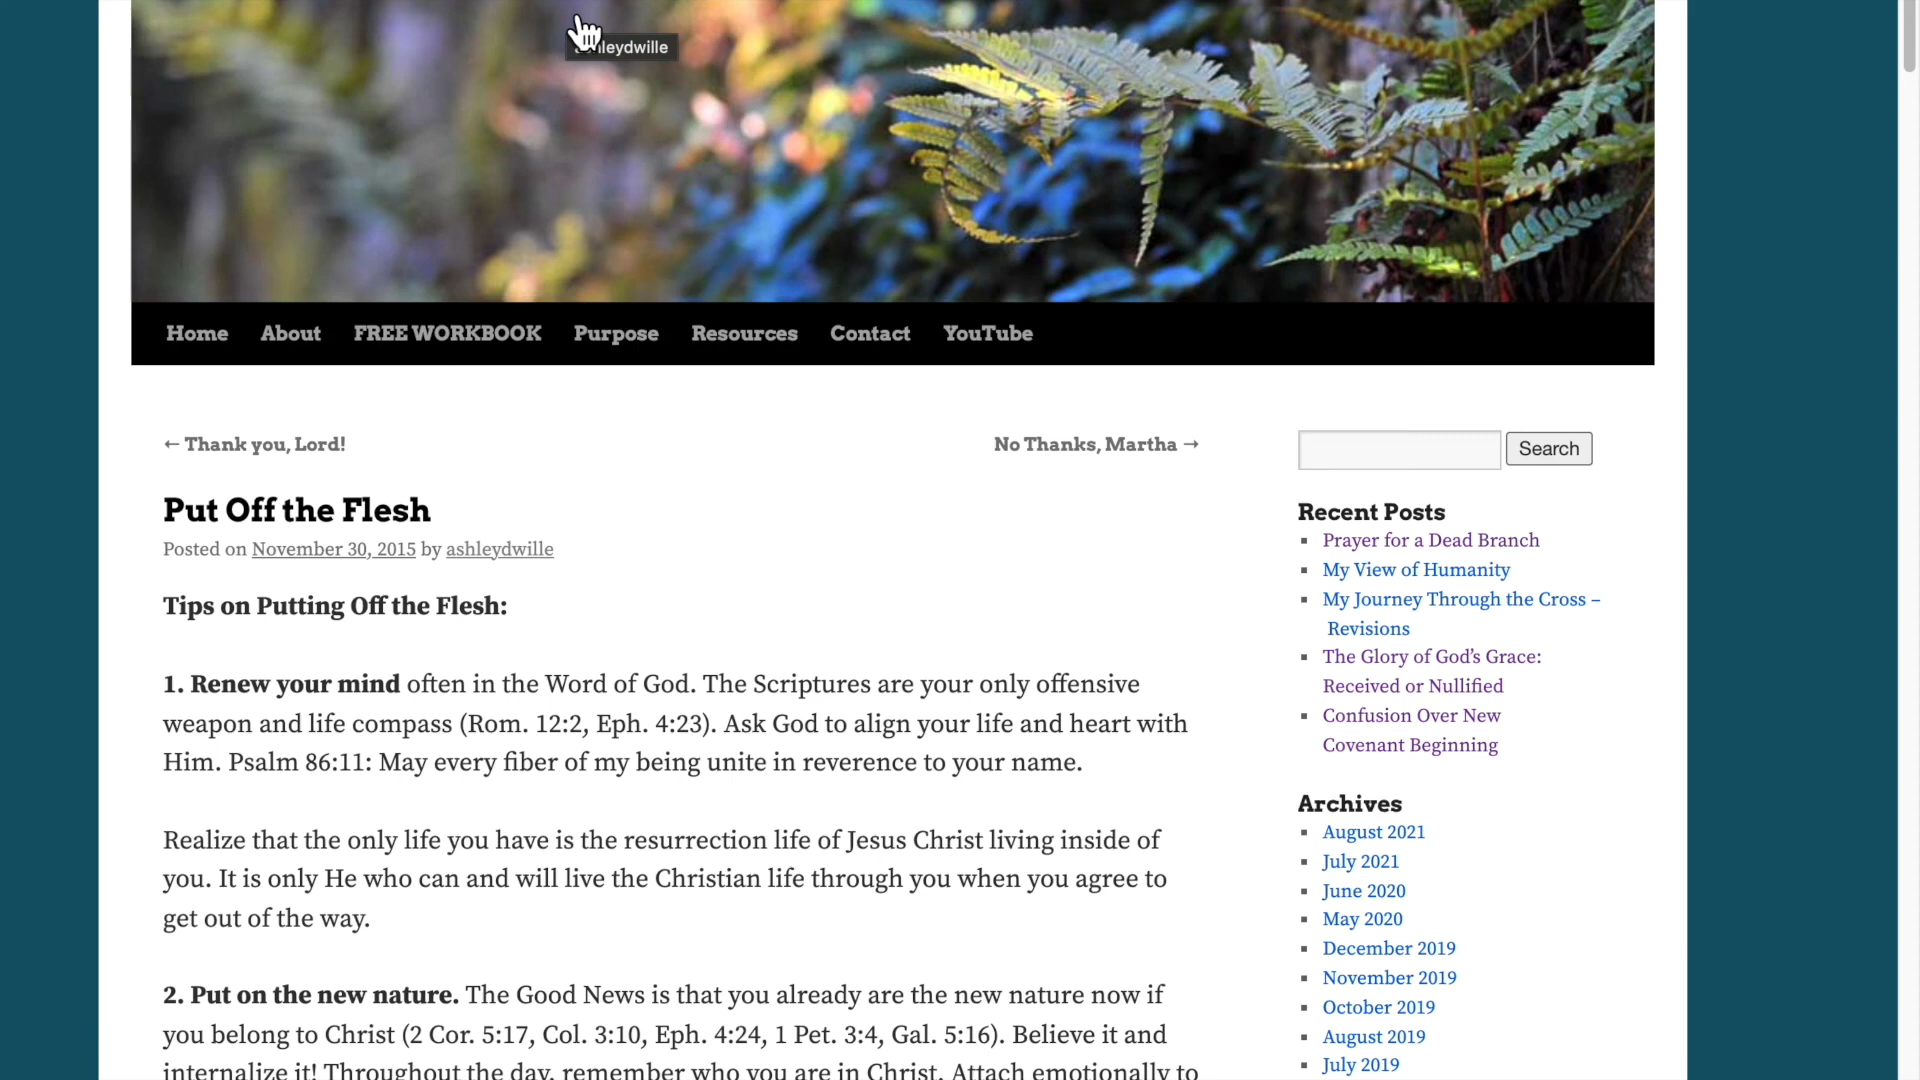 leydwille
Home About FREE WORKBOOK Purpose Resources Contact YouTube
← Thank you, Lord!
No Thanks, Martha →
Put Off the Flesh
Posted on November 30, 2015 by ashleydwille
Tips on Putting Off the Flesh:
1. Renew your mind often in the Word of God. The Scriptures are your only offensive
weapon and life compass (Rom. 12:2, Eph. 4:23). Ask God to align your life and heart with
Him. Psalm 86:11: May every fiber of my being unite in reverence to your name.
Realize that the only life you have is the resurrection life of Jesus Christ living inside of
you. It is only He who can and will live the Christian life through you when you agree to
get out of the way.
2. Put on the new nature. The Good News is that you already are the new nature now if
you belong to Christ (2 Cor. 5:17, Col. 3:10, Eph. 4:24, 1 Pet. 3:4, Gal. 5:16). Believe it and
internalize it! Throughout the day, remember who you are in Christ. Attach emotionally to
Search
Recent Posts
Prayer for a Dead Branch
My View of Humanity
My Journey Through the Cross –
Revisions
The Glory of God’s Grace:
Received or Nullified
Confusion Over New
Covenant Beginning
Archives
August 2021
July 2021
June 2020
May 2020
December 2019
November 2019
October 2019
August 2019
July 2019